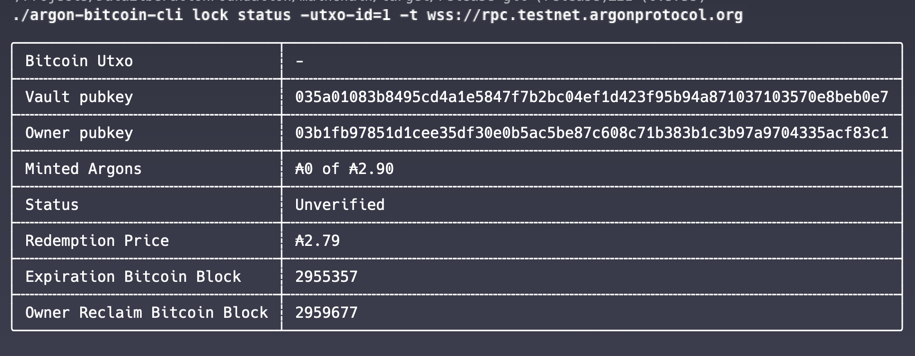 ./argon-bitcoin-cli lock status -utxo-id=1 -t wss://rpc.testnet.argonprotocol.org
Bitcoin Utxo -
Vault pubkey 035a01083b8495cd4a1e5847f7b2bc04ef1d423f95b94a871037103570e8beb0e7
Owner pubkey 03b1fb97851d1cee35df30e0b5ac5be87c608c71b383b1c3b97a9704335acf83c1
Minted Argons ₳0 of ₳2.90
Status Unverified
Redemption Price ₳2.79
Expiration Bitcoin Block 2955357
Owner Reclaim Bitcoin Block 2959677